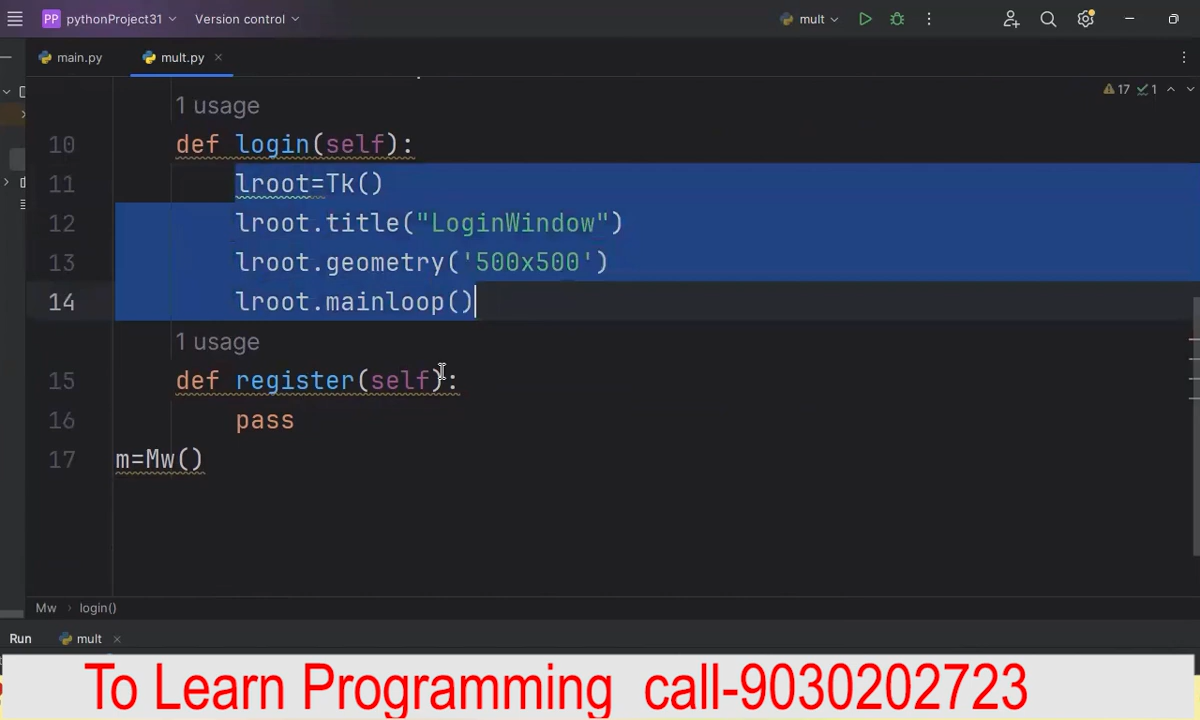 PP pythonProject31 Version control mult
main.py mult.py
17 1
1 usage
10 def login(self):
11 lroot=Tk()
12 lroot.title("LoginWindow")
13 lroot.geometry('500x500')
14 lroot.mainloop()
1 usage
15 def register(self):
16 pass
17 m=Mw()
Mw › login()
Run mult
To Learn Programming call-9030202723